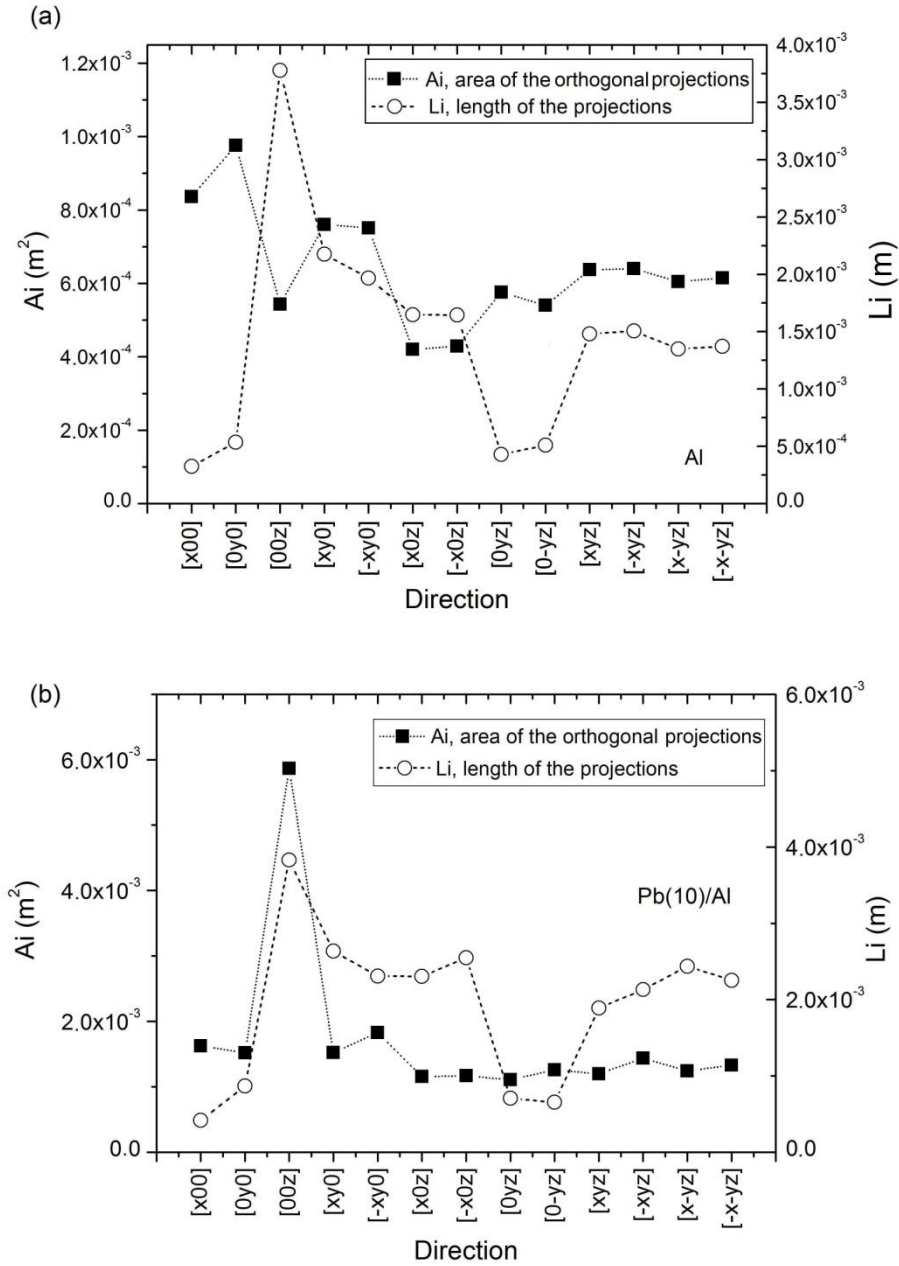 (a)
Ai, area of the orthogonal projections
Li, length of the projections
1.2x10⁻³
1.0x10⁻³
8.0x10⁻⁴
6.0x10⁻⁴
4.0x10⁻⁴
2.0x10⁻⁴
0.0
Ai (m²)
4.0x10⁻³
3.5x10⁻³
3.0x10⁻³
2.5x10⁻³
2.0x10⁻³
1.5x10⁻³
1.0x10⁻³
5.0x10⁻⁴
0.0
Li (m)
Al
[x00] [0y0] [00z] [xy0] [-xy0] [x0z] [-x0z] [0yz] [0-yz] [xyz] [-xyz] [x-yz] [-x-yz]
Direction
(b)
Ai, area of the orthogonal projections
Li, length of the projections
6.0x10⁻³
4.0x10⁻³
2.0x10⁻³
0.0
Ai (m²)
6.0x10⁻³
4.0x10⁻³
2.0x10⁻³
0.0
Li (m)
Pb(10)/Al
[x00] [0y0] [00z] [xy0] [-xy0] [x0z] [-x0z] [0yz] [0-yz] [xyz] [-xyz] [x-yz] [-x-yz]
Direction